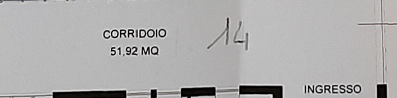 CORRIDOIO
14
51,92 MQ
INGRESSO